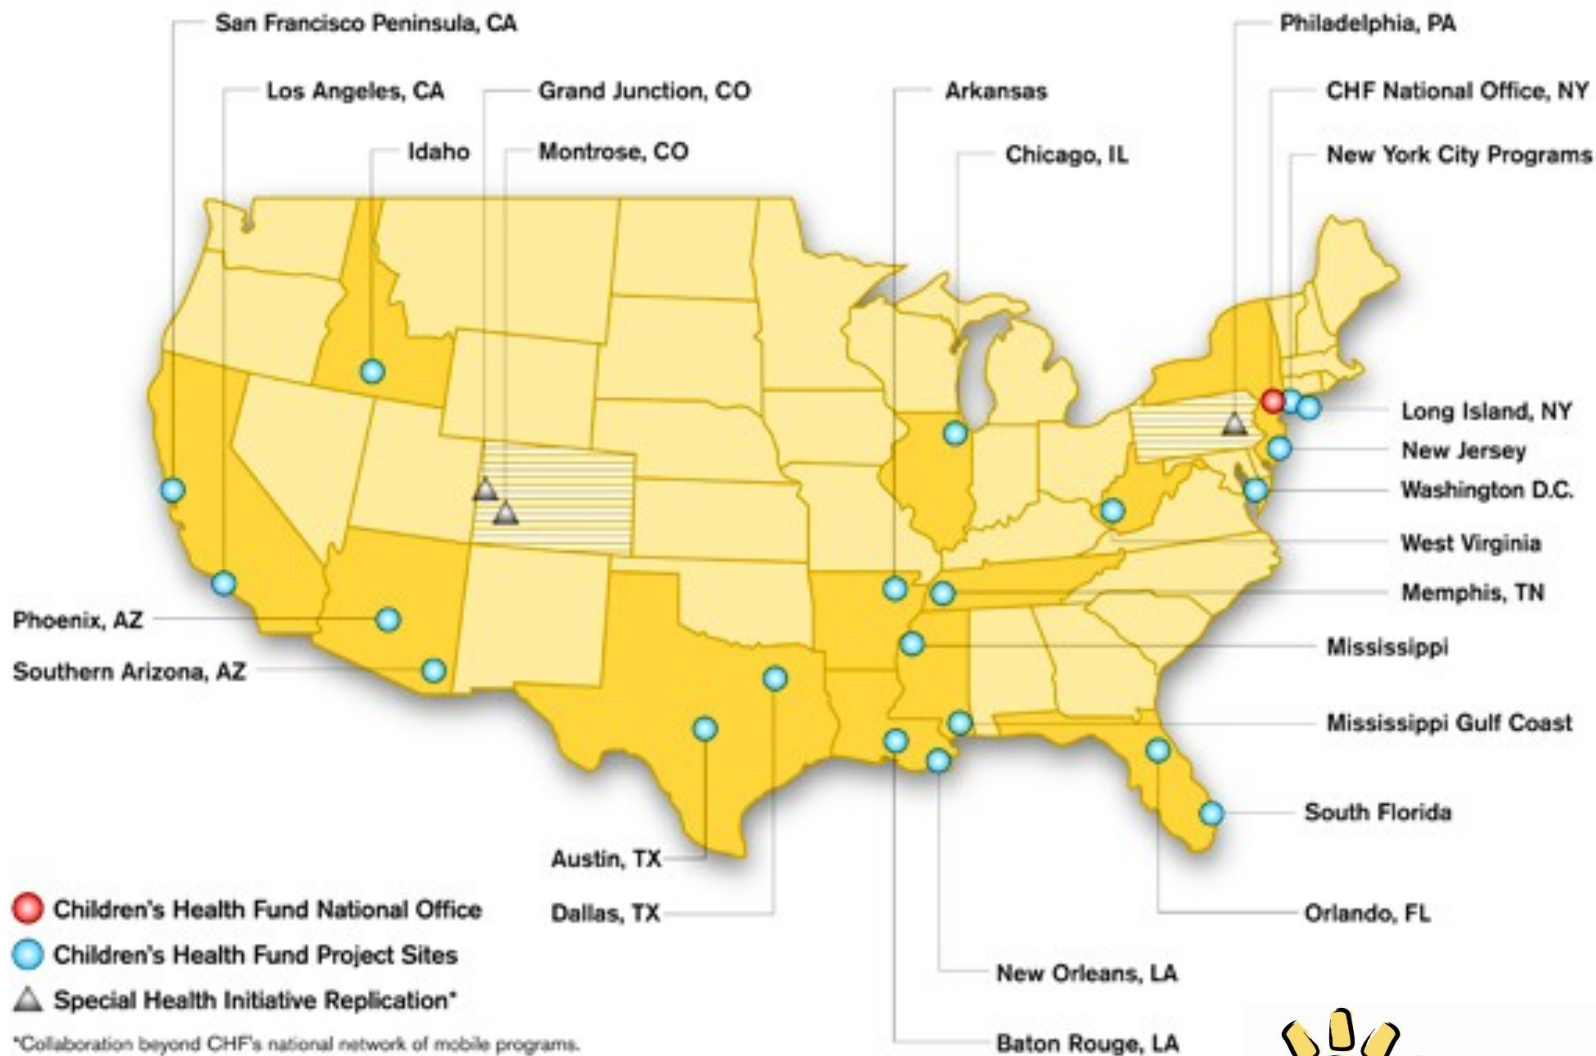 San Francisco Peninsula, CA
Philadelphia, PA
Los Angeles, CA
Grand Junction, CO
Arkansas
CHF National Office, NY
Idaho
Montrose, CO
Chicago, IL
New York City Programs
Long Island, NY
New Jersey
Washington D.C.
West Virginia
Memphis, TN
Phoenix, AZ
Mississippi
Southern Arizona, AZ
Mississippi Gulf Coast
South Florida
Austin, TX
Dallas, TX
Orlando, FL
New Orleans, LA
Baton Rouge, LA
Children's Health Fund National Office
Children's Health Fund Project Sites
Special Health Initiative Replication*
*Collaboration beyond CHF's national network of mobile programs.